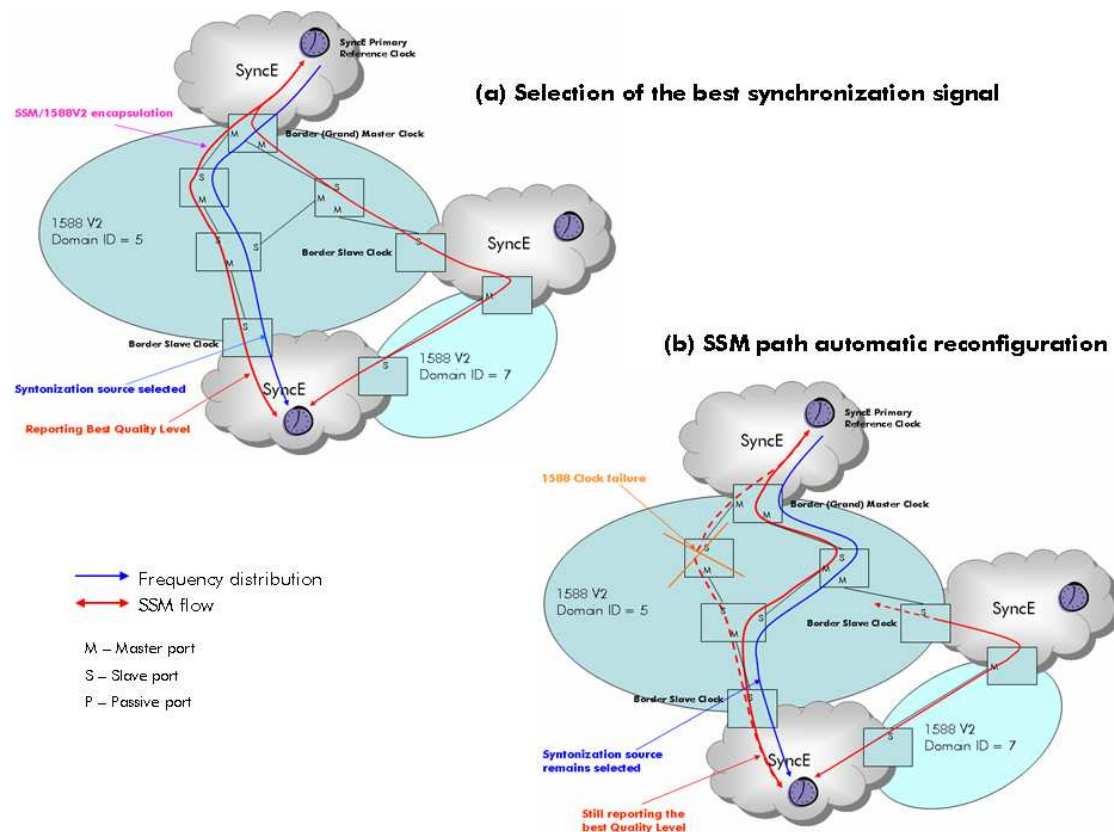 SyncE Primary
Reference Clock
SyncE
(a) Selection of the best synchronization signal
SSM/1588V2 encapsulation
M
Border (Grand) Master Clock
M
S
M
S
M
M
1588 V2
Domain ID = 5
S
S
M
S
Border Slave Clock
SyncE
M
S
Border Slave Clock
S
1588 V2
Domain ID = 7
Syntonization source selected
SyncE
Reporting Best Quality Level
(b) SSM path automatic reconfiguration
SyncE Primary
Reference Clock
SyncE
1588 Clock failure
M
Border (Grand) Master Clock
M
S
M
S
M
M
1588 V2
Domain ID = 5
S
S
M
S
Border Slave Clock
SyncE
M
Border Slave Clock
S
S
1588 V2
Domain ID = 7
Syntonization source
remains selected
SyncE
Still reporting the
best Quality Level
Frequency distribution
SSM flow
M – Master port
S – Slave port
P – Passive port